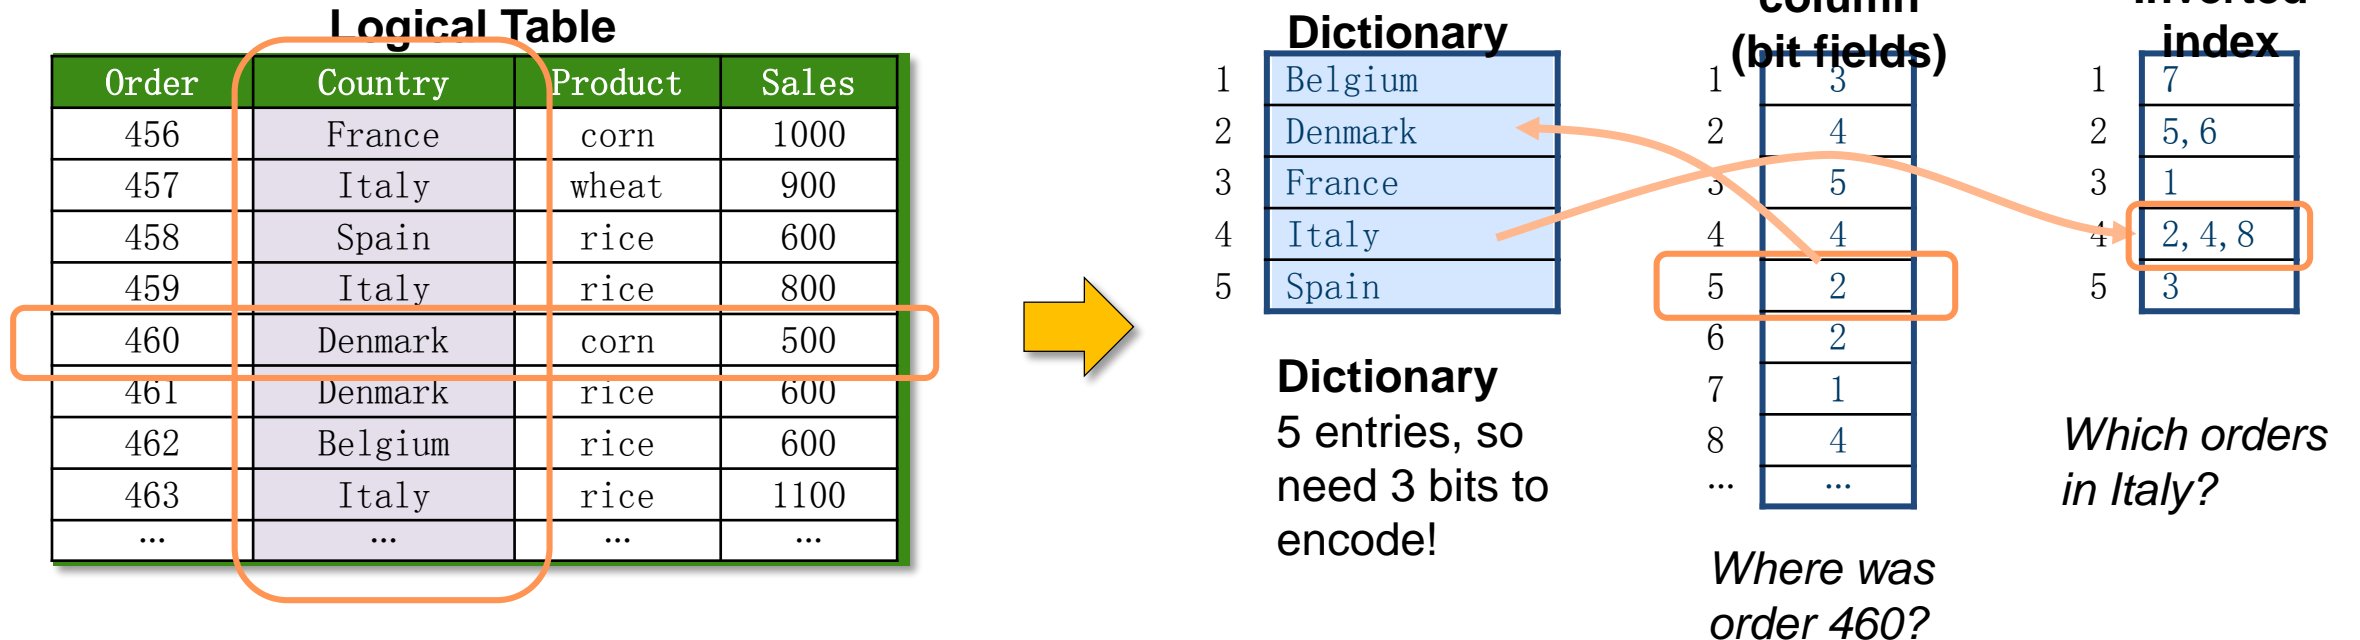 Logical Table
Order Country Product Sales
456 France corn 1000
457 Italy wheat 900
458 Spain rice 600
459 Italy rice 800
460 Denmark corn 500
461 Denmark rice 600
462 Belgium rice 600
463 Italy rice 1100
… … … …
Dictionary
1 Belgium
2 Denmark
3 France
4 Italy
5 Spain
Dictionary
5 entries, so
need 3 bits to
encode!
column
(bit fields)
1 3
2 4
3 5
4 4
5 2
6 2
7 1
8 4
… …
Where was
order 460?
Inverted
index
1 7
2 5,6
3 1
4 2,4,8
5 3
Which orders
in Italy?